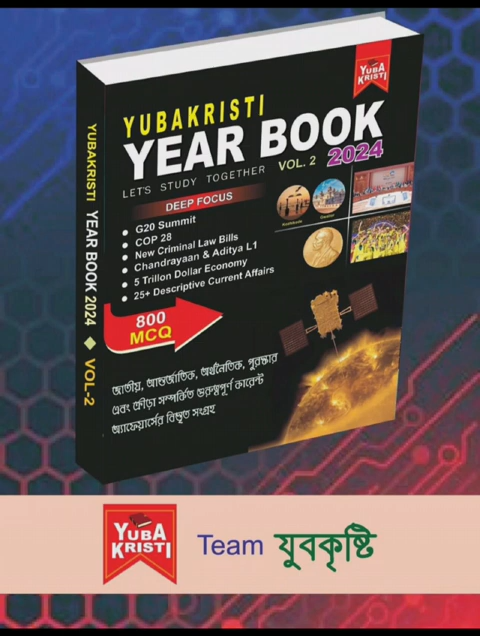 YUBA
KRISTI
YUBAKRISTI
YEAR BOOK
LET'S STUDY TOGETHER
VOL. 2 2024
DEEP FOCUS
• G20 Summit
• COP 28
• New Criminal Law Bills
• Chandrayaan & Aditya L1
• 5 Trillon Dollar Economy
• 25+ Descriptive Current Affairs
800
MCQ
জাতীয়, আন্তর্জাতিক, অর্থনৈতিক, পুরস্কার
এবং ক্রীড়া সম্পর্কিত গুরুত্বপূর্ণ কারেন্ট
অ্যাফেয়ার্সের বিস্তৃত সংগ্রহ
YUBAKRISTI YEAR BOOK 2024 ◆ VOL-2
YUBA
KRISTI
Team যুবকৃষ্টি